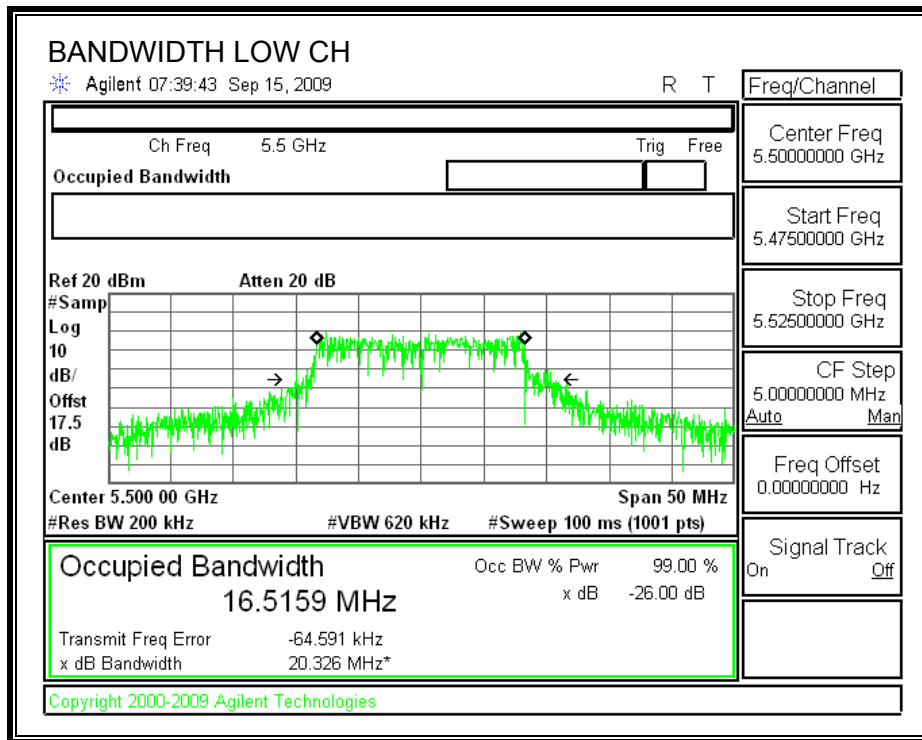 BANDWIDTH LOW CH
Agilent 07:39:43 Sep 15, 2009 R T
Freq/Channel
Ch Freq 5.5 GHz Trig Free
Occupied Bandwidth
Center Freq
5.50000000 GHz
Start Freq
5.47500000 GHz
Stop Freq
5.52500000 GHz
CF Step
5.00000000 MHz
Auto Man
Freq Offset
0.00000000 Hz
Signal Track
On Off
Ref 20 dBm Atten 20 dB
#Samp
Log
10
dB/
Offst
17.5
dB
Center 5.500 00 GHz Span 50 MHz
#Res BW 200 kHz #VBW 620 kHz #Sweep 100 ms (1001 pts)
Occupied Bandwidth Occ BW % Pwr 99.00 %
16.5159 MHz x dB -26.00 dB
Transmit Freq Error -64.591 kHz
x dB Bandwidth 20.326 MHz*
Copyright 2000-2009 Agilent Technologies